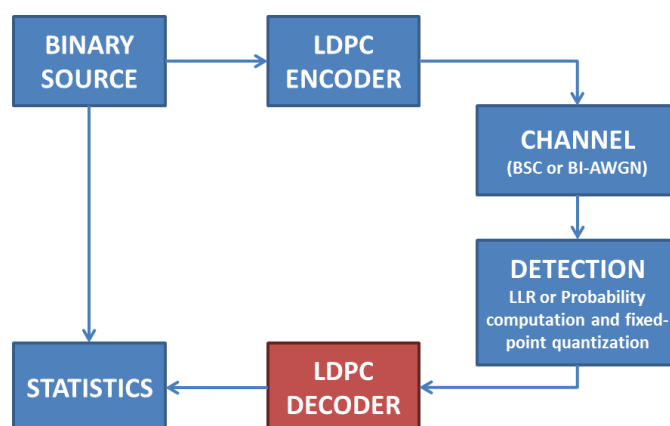 BINARY
SOURCE
LDPC
ENCODER
CHANNEL
(BSC or BI-AWGN)
DETECTION
LLR or Probability
computation and fixed-
point quantization
LDPC
DECODER
STATISTICS